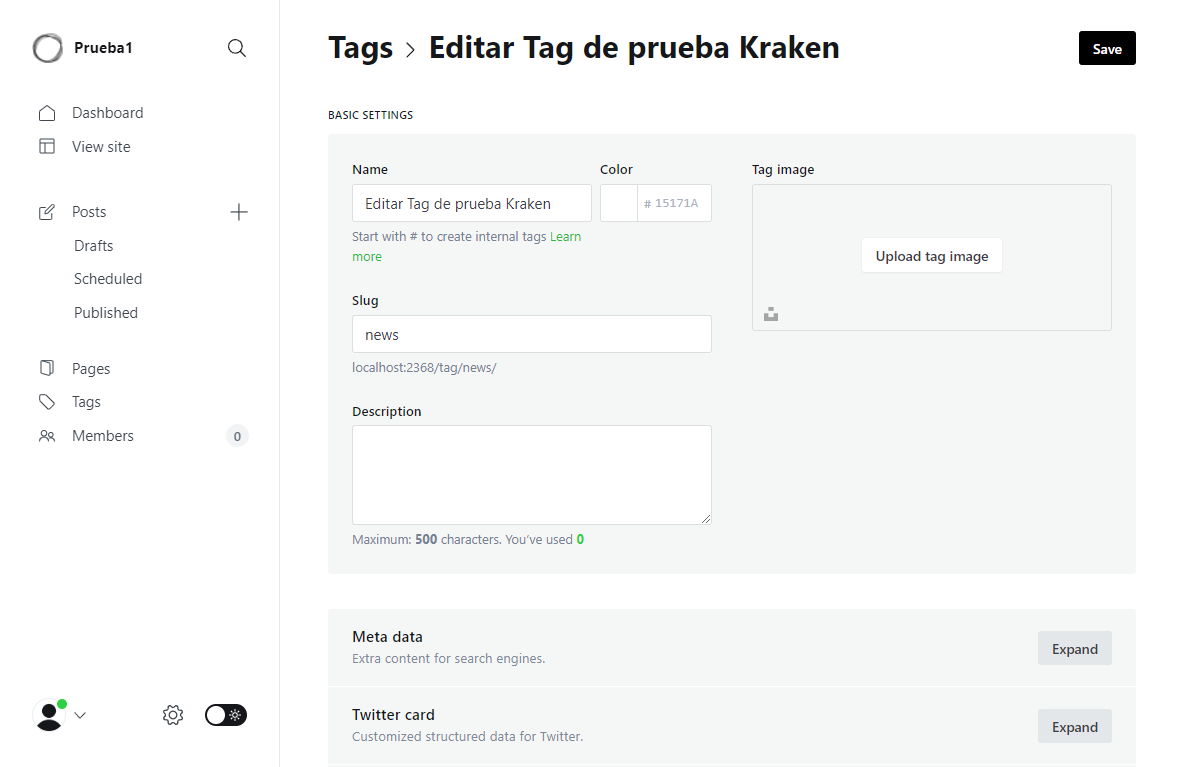 Prueba1
Dashboard
View site
Posts
Drafts
Scheduled
Published
Pages
Tags
Members
0
Tags > Editar Tag de prueba Kraken
Save
BASIC SETTINGS
Name
Color
Editar Tag de prueba Kraken
# 15171A
Start with # to create internal tags Learn
more
Slug
news
localhost:2368/tag/news/
Description
Maximum: 500 characters. You’ve used 0
Tag image
Upload tag image
Meta data
Extra content for search engines.
Expand
Twitter card
Customized structured data for Twitter.
Expand